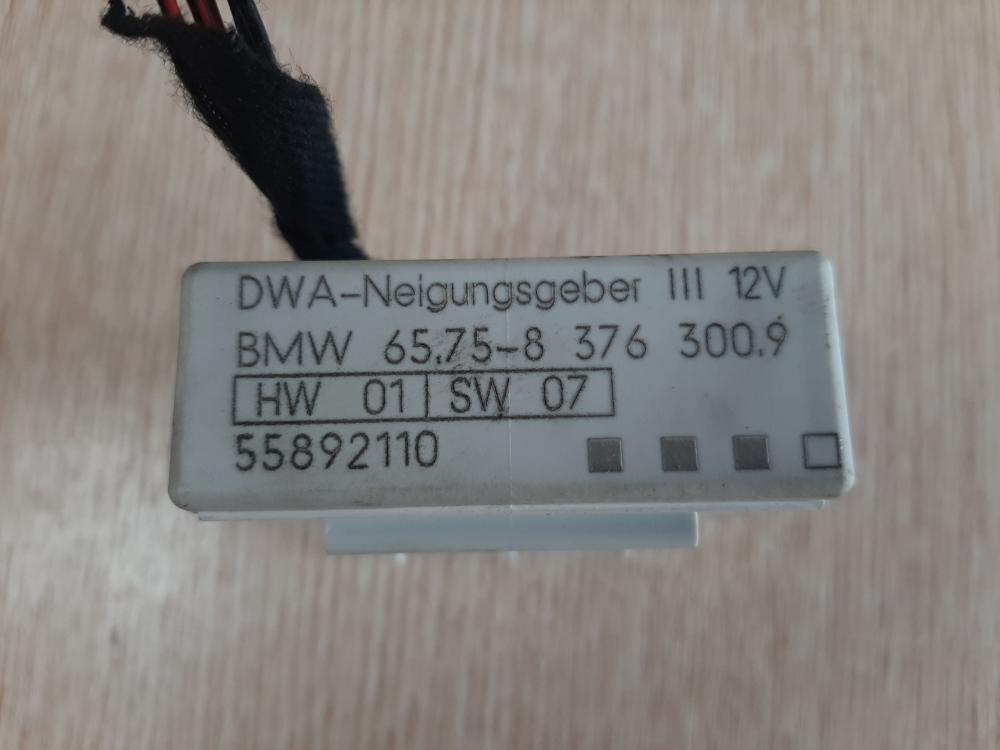 DWA-Neigungsgeber III 12V
BMW 65.75-8 376 300.9
HW 01 SW 07
55892110